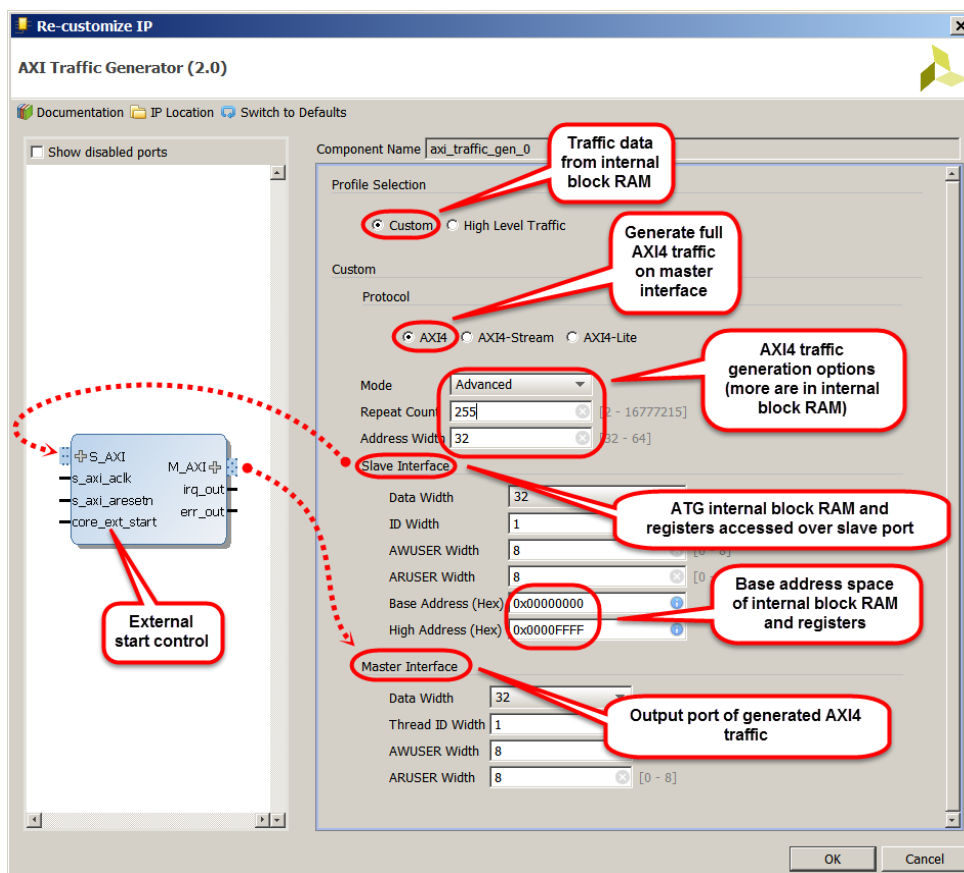 Re-customize IP
AXI Traffic Generator (2.0)
Documentation IP Location Switch to Defaults
Show disabled ports
Component Name axi_traffic_gen_0
Traffic data
from internal
block RAM
Profile Selection
Custom High Level Traffic
Generate full
AXI4 traffic
on master
interface
Custom
Protocol
AXI4 AXI4-Stream AXI4-Lite
AXI4 traffic
generation options
(more are in internal
block RAM)
Mode Advanced
Repeat Count 255 [2 - 16777215]
Address Width 32 [32 - 64]
S_AXI
s_axi_aclk
s_axi_aresetn
core_ext_start
M_AXI
irq_out
err_out
External
start control
Slave Interface
Data Width 32
ID Width 1
AWUSER Width 8 [0 - 8]
ARUSER Width 8 [0 -
Base Address (Hex) 0x00000000
High Address (Hex) 0x0000FFFF
ATG internal block RAM and
registers accessed over slave port
Base address space
of internal block RAM
and registers
Master Interface
Data Width 32
Thread ID Width 1
AWUSER Width 8
ARUSER Width 8 [0 - 8]
Output port of generated AXI4
traffic
OK Cancel